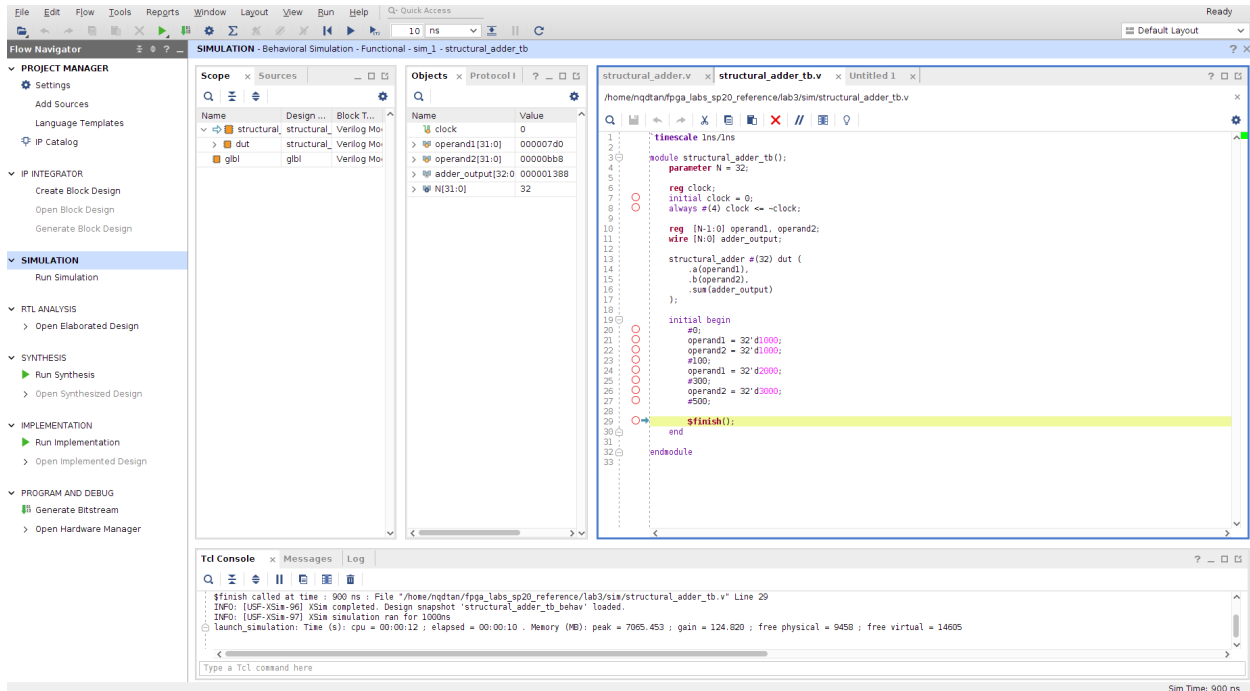 File Edit Flow Tools Reports Window Layout View Run Help Q- Quick Access Ready
10 ns Default Layout
Flow Navigator ? _
SIMULATION - Behavioral Simulation - Functional - sim_1 - structural_adder_tb ? ×
PROJECT MANAGER
Settings
Add Sources
Language Templates
IP Catalog
IP INTEGRATOR
Create Block Design
Open Block Design
Generate Block Design
SIMULATION
Run Simulation
RTL ANALYSIS
Open Elaborated Design
SYNTHESIS
Run Synthesis
Open Synthesized Design
IMPLEMENTATION
Run Implementation
Open Implemented Design
PROGRAM AND DEBUG
Generate Bitstream
Open Hardware Manager
Scope × Sources
Name Design ... Block T...
structural_ structural_ Verilog Mo
dut structural_ Verilog Mo
glbl glbl Verilog Mo
Objects × Protocol I ?
Name Value
clock 0
operand1[31:0] 000007d0
operand2[31:0] 00000bb8
adder_output[32:0 000001388
N[31:0] 32
structural_adder.v × structural_adder_tb.v × Untitled 1 × ?
/home/nqdtan/fpga_labs_sp20_reference/lab3/sim/structural_adder_tb.v ×
1 `timescale 1ns/1ns
2
3 module structural_adder_tb();
4 parameter N = 32;
5
6 reg clock;
7 initial clock = 0;
8 always #(4) clock <= ~clock;
9
10 reg [N-1:0] operand1, operand2;
11 wire [N:0] adder_output;
12
13 structural_adder #(32) dut (
14 .a(operand1),
15 .b(operand2),
16 .sum(adder_output)
17 );
18
19 initial begin
20 #0;
21 operand1 = 32'd1000;
22 operand2 = 32'd1000;
23 #100;
24 operand1 = 32'd2000;
25 #300;
26 operand2 = 32'd3000;
27 #500;
28
29 $finish();
30 end
31
32 endmodule
33
Tcl Console × Messages Log ?
$finish called at time : 900 ns : File "/home/nqdtan/fpga_labs_sp20_reference/lab3/sim/structural_adder_tb.v" Line 29
INFO: [USF-XSim-96] XSim completed. Design snapshot 'structural_adder_tb_behav' loaded.
INFO: [USF-XSim-97] XSim simulation ran for 1000ns
launch_simulation: Time (s): cpu = 00:00:12 ; elapsed = 00:00:10 . Memory (MB): peak = 7065.453 ; gain = 124.820 ; free physical = 9458 ; free virtual = 14605
Type a Tcl command here
Sim Time: 900 ns